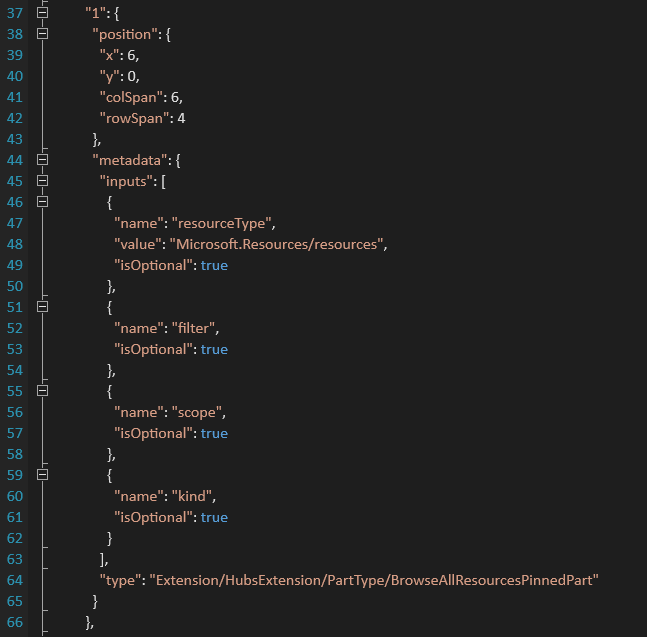 37 "1": {
38 "position": {
39 "x": 6,
40 "y": 0,
41 "colSpan": 6,
42 "rowSpan": 4
43 },
44 "metadata": {
45 "inputs": [
46 {
47 "name": "resourceType",
48 "value": "Microsoft.Resources/resources",
49 "isOptional": true
50 },
51 {
52 "name": "filter",
53 "isOptional": true
54 },
55 {
56 "name": "scope",
57 "isOptional": true
58 },
59 {
60 "name": "kind",
61 "isOptional": true
62 }
63 ],
64 "type": "Extension/HubsExtension/PartType/BrowseAllResourcesPinnedPart"
65 }
66 },